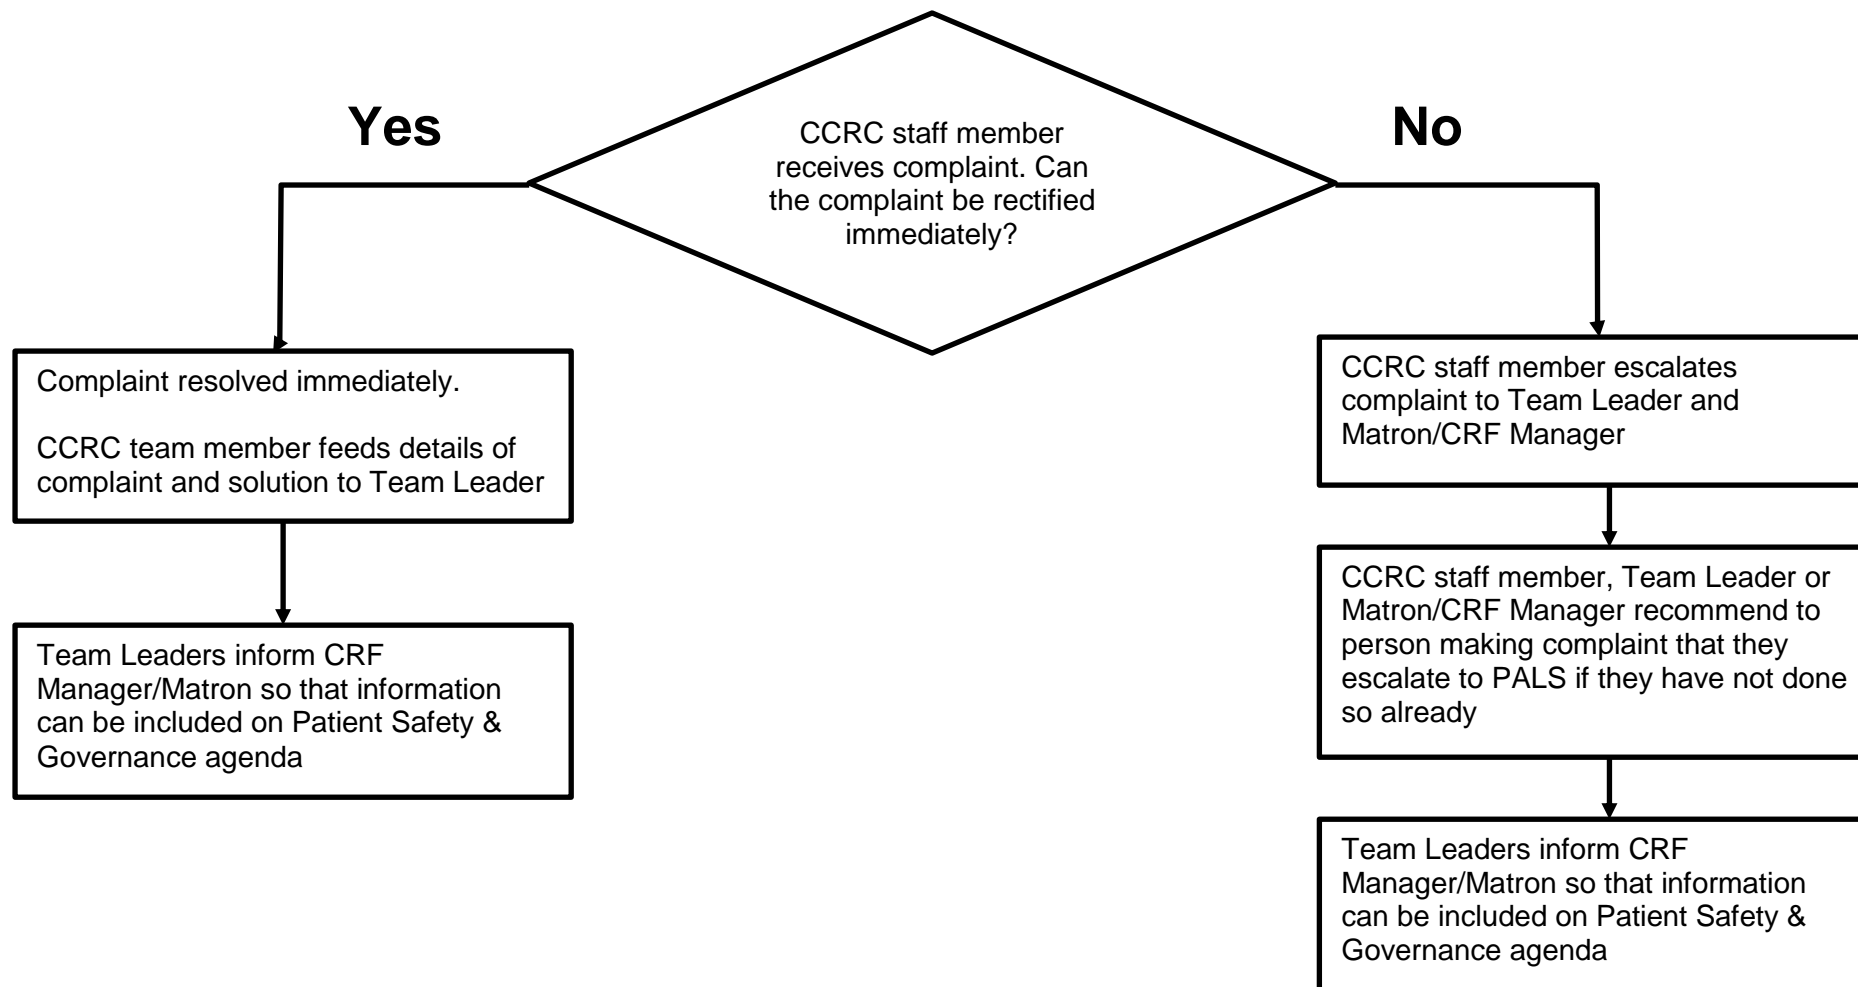 Yes
No
CCRC staff member
receives complaint. Can
the complaint be rectified
immediately?
Complaint resolved immediately.
CCRC team member feeds details of
complaint and solution to Team Leader
Team Leaders inform CRF
Manager/Matron so that information
can be included on Patient Safety &
Governance agenda
CCRC staff member escalates
complaint to Team Leader and
Matron/CRF Manager
CCRC staff member, Team Leader or
Matron/CRF Manager recommend to
person making complaint that they
escalate to PALS if they have not done
so already
Team Leaders inform CRF
Manager/Matron so that information
can be included on Patient Safety &
Governance agenda